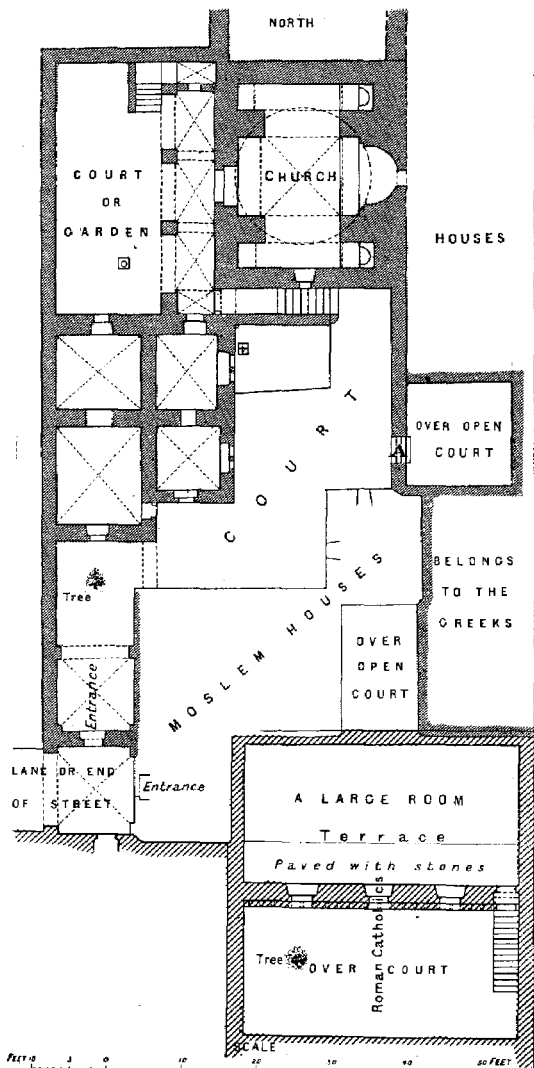 NORTH
COURT
OR
GARDEN
CHURCH
HOUSES
OVER OPEN
COURT
A
COURT
BELONGS
TO THE
GREEKS
Tree
MOSLEM HOUSES
OVER
OPEN
COURT
Entrance
LANE OR END
OF STREET
Entrance
A LARGE ROOM
Terrace
Paved with stones
Roman Catholics
Tree
OVER COURT
SCALE
FEET 10 5 0 10 20 30 40 50 FEET